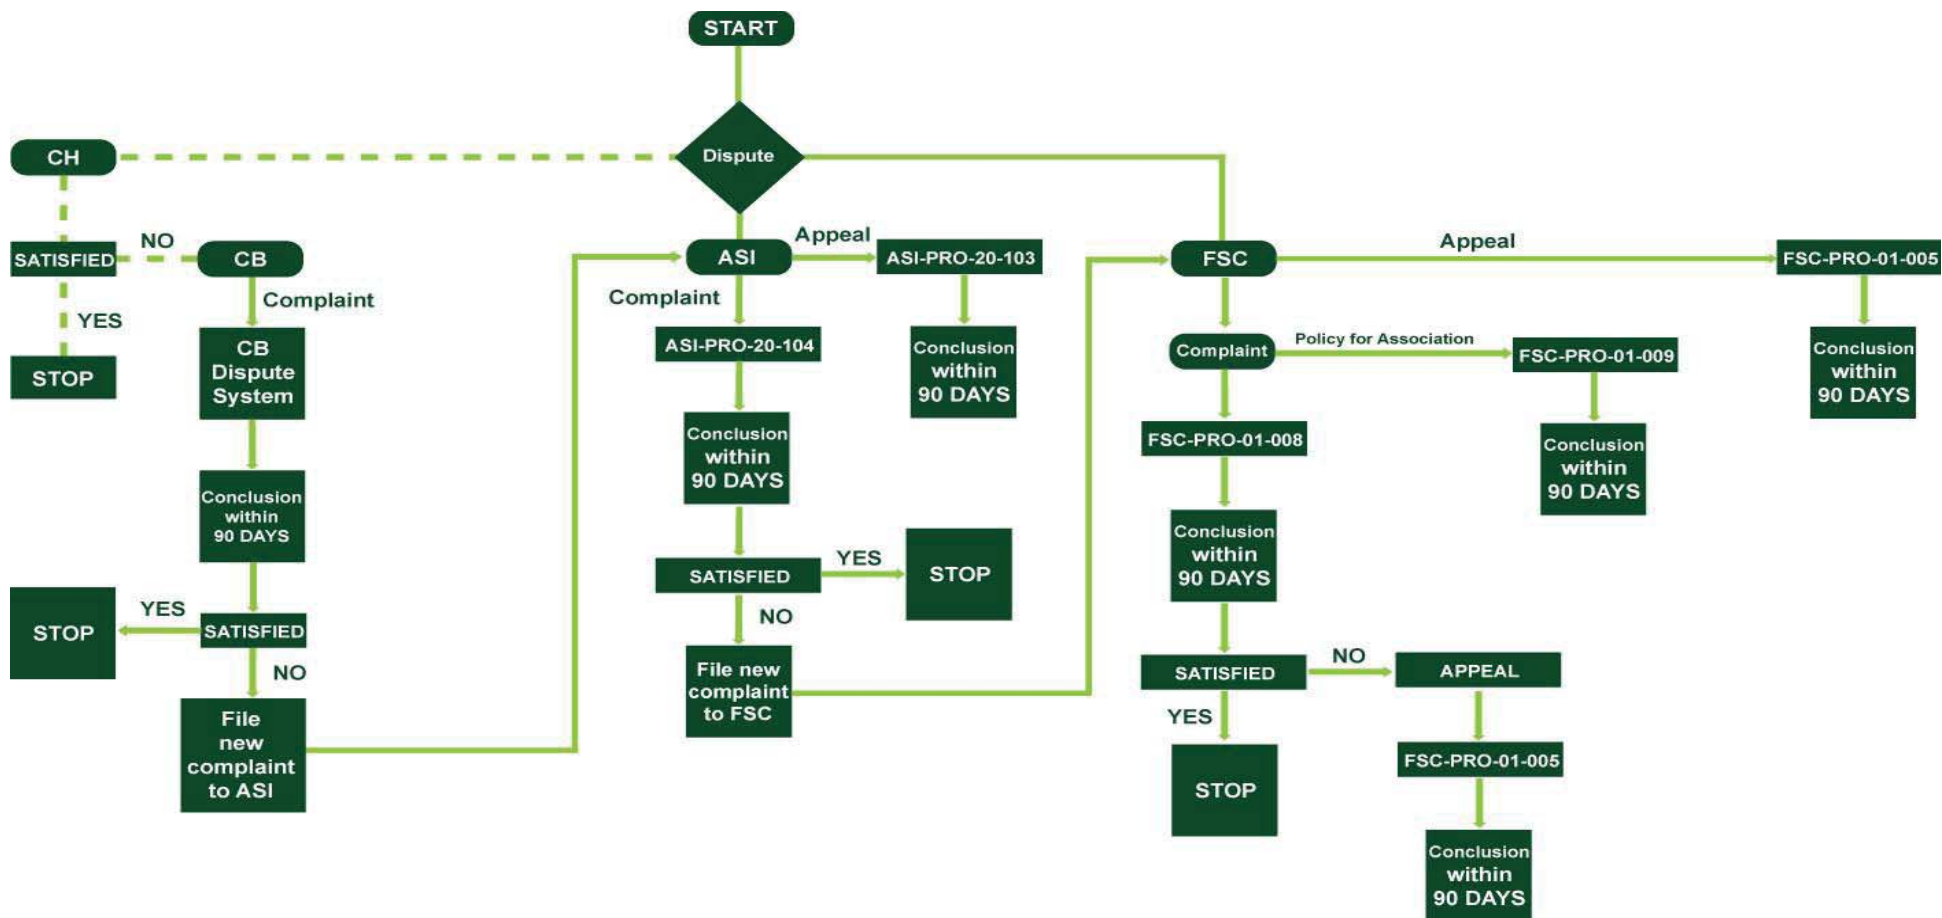 START
CH
Dispute
NO
Appeal
Appeal
SATISFIED
CB
ASI
ASI-PRO-20-103
FSC
FSC-PRO-01-005
Complaint
Complaint
YES
CB
Dispute
System
ASI-PRO-20-104
Conclusion
within
90 DAYS
Complaint
Policy for Association
FSC-PRO-01-009
Conclusion
within
90 DAYS
STOP
Conclusion
within
90 DAYS
FSC-PRO-01-008
Conclusion
within
90 DAYS
Conclusion
within
90 DAYS
Conclusion
within
90 DAYS
YES
SATISFIED
STOP
YES
STOP
SATISFIED
NO
NO
File new
complaint
to FSC
NO
SATISFIED
APPEAL
YES
File
new
complaint
to ASI
STOP
FSC-PRO-01-005
Conclusion
within
90 DAYS